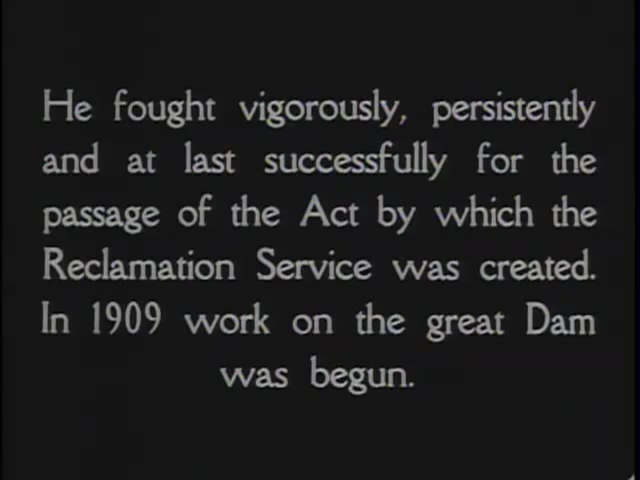 He fought vigorously, persistently
and at last successfully for the
passage of the Act by which the
Reclamation Service was created.
In 1909 work on the great Dam
was begun.